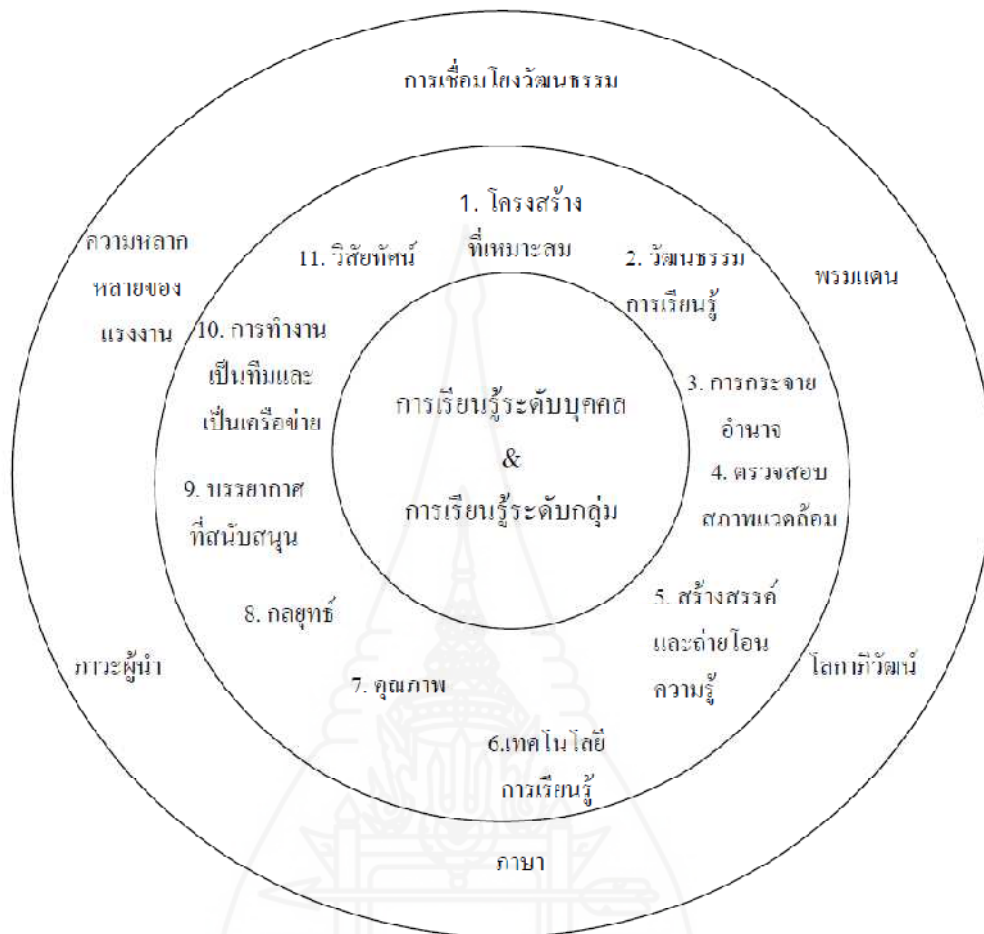 การเชื่อมโยงวัฒนธรรม
พรมแดน
โลกาภิวัฒน์
ภาษา
ภาวะผู้นำ
ความหลาก
หลายของ
แรงงาน
1. โครงสร้าง
ที่เหมาะสม
2. วัฒนธรรม
การเรียนรู้
3. การกระจาย
อำนาจ
4. ตรวจสอบ
สภาพแวดล้อม
5. สร้างสรรค์
และถ่ายโอน
ความรู้
6.เทคโนโลยี
การเรียนรู้
7. คุณภาพ
8. กลยุทธ์
9. บรรยากาศ
ที่สนับสนุน
10. การทำงาน
เป็นทีมและ
เป็นเครือข่าย
11. วิสัยทัศน์
การเรียนรู้ระดับบุคคล
&
การเรียนรู้ระดับกลุ่ม